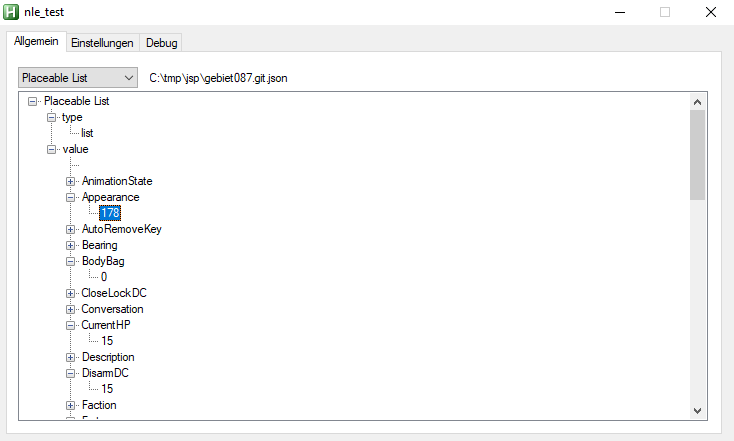 nle_test
Allgemein Einstellungen Debug
Placeable List C:\tmp\jsp\gebiet087.git.json
Placeable List
type
list
value
AnimationState
Appearance
178
AutoRemoveKey
Bearing
BodyBag
0
CloseLockDC
Conversation
CurrentHP
15
Description
DisarmDC
15
Faction